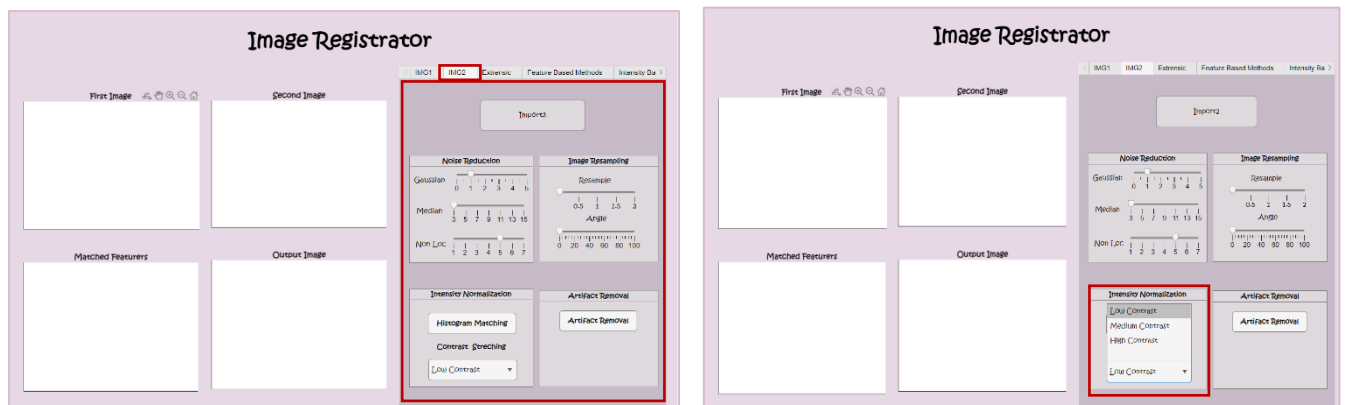 Image Registrator
IMG1 IMG2 Extrensic Feature Based Methods Intensity Ba
First Image Second Image
Import2
Noise Reduction Image Resampling
Gaussian Resample
0 1 2 3 4 5
0.5 1 1.5 2
Median Angle
3 5 7 9 11 13 15
Non Loc
1 2 3 4 5 6 7
0 20 40 60 80 100
Matched Featurers Output Image
Intensity Normalization Artifact Removal
Histogram Matching Artifact Removal
Contrast Streching
Low Contrast
Image Registrator
IMG1 IMG2 Extrensic Feature Based Methods Intensity Ba
First Image Second Image
Import2
Noise Reduction Image Resampling
Gaussian Resample
0 1 2 3 4 5
0.5 1 1.5 2
Median Angle
3 5 7 9 11 13 15
Non Loc
1 2 3 4 5 6 7
0 20 40 60 80 100
Matched Featurers Output Image
Intensity Normalization Artifact Removal
Low Contrast
Medium Contrast Artifact Removal
High Contrast
Low Contrast